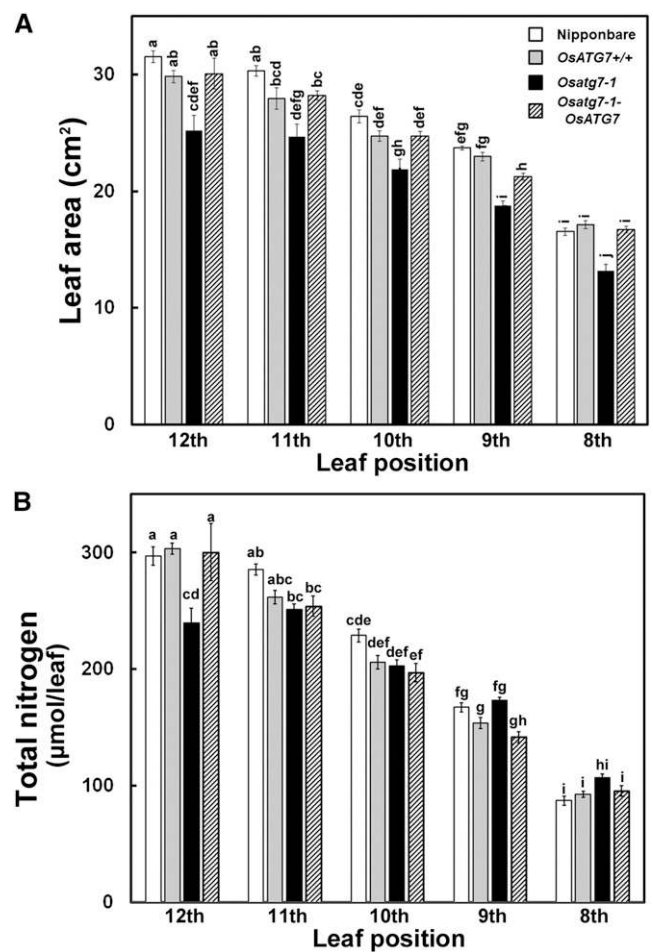 A
Nipponbare
OsATG7+/+
Osatg7-1
Osatg7-1-
OsATG7
Leaf area (cm²)
30
20
10
0
a ab cdef ab
ab bcd defg bc
cde def gh def
efg fg i h
i i j i
12th 11th 10th 9th 8th
Leaf position
B
Total nitrogen
(μmol/leaf)
300
200
100
0
a a cd a
ab abc bc bc
cde def def ef
fg g fg gh
i i hi i
12th 11th 10th 9th 8th
Leaf position